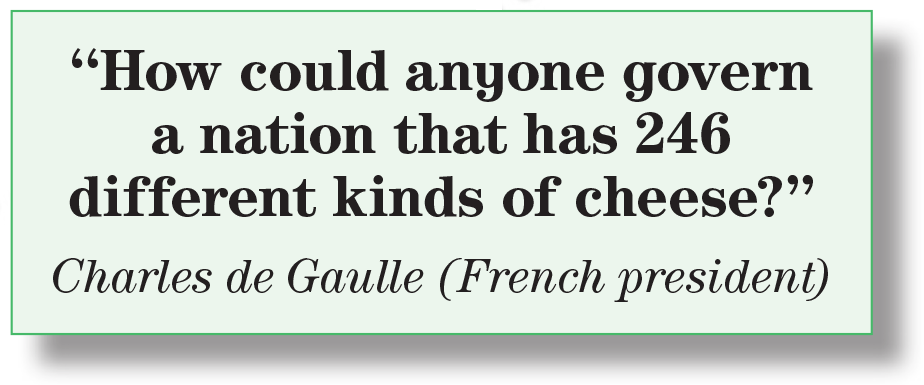 “How could anyone govern
a nation that has 246
different kinds of cheese?”
Charles de Gaulle (French president)